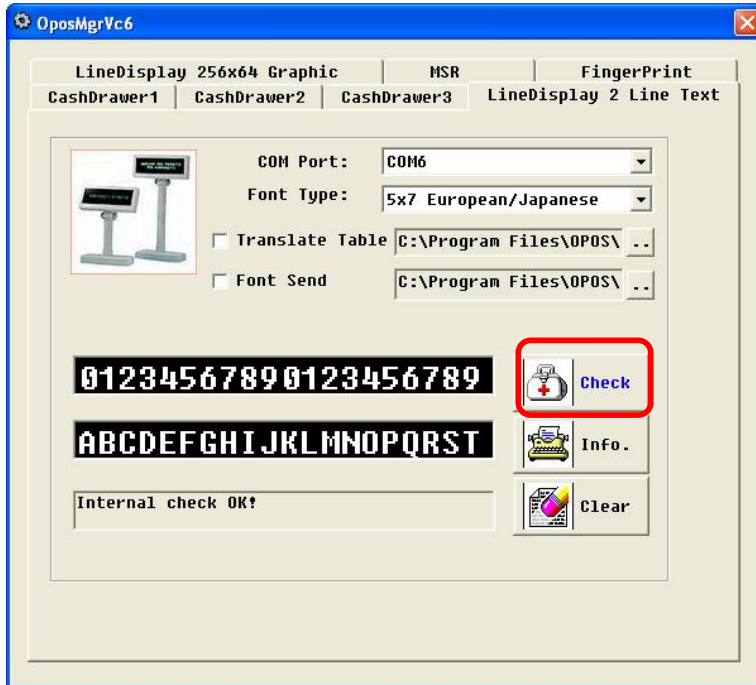 OposMgrVc6
LineDisplay 256x64 Graphic MSR FingerPrint
CashDrawer1 CashDrawer2 CashDrawer3 LineDisplay 2 Line Text
COM Port: COM6
Font Type: 5x7 European/Japanese
Translate Table C:\Program Files\OPOS\ ..
Font Send C:\Program Files\OPOS\ ..
01234567890123456789
Check
ABCDEFGHIJKLMNOPQRST
Info.
Internal check OK!
Clear